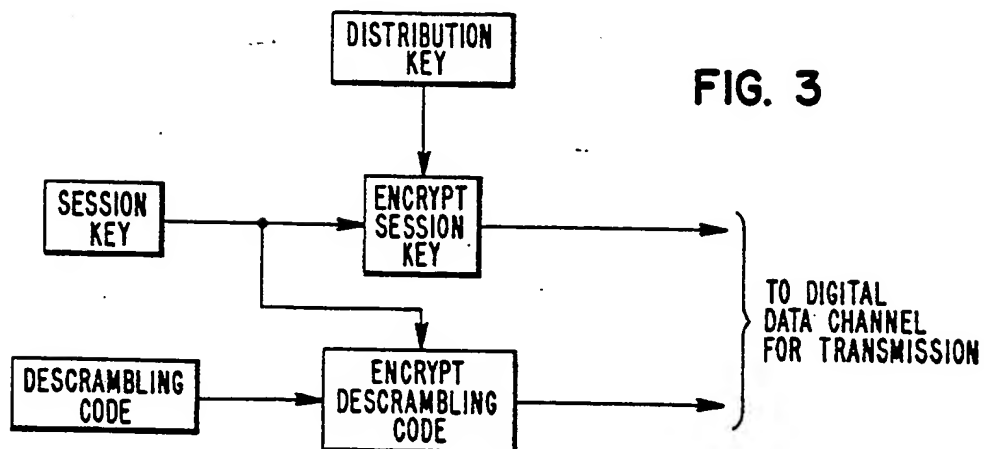 DISTRIBUTION
KEY
FIG. 3
SESSION
KEY
ENCRYPT
SESSION
KEY
TO DIGITAL
DATA CHANNEL
FOR TRANSMISSION
DESCRAMBLING
CODE
ENCRYPT
DESCRAMBLING
CODE